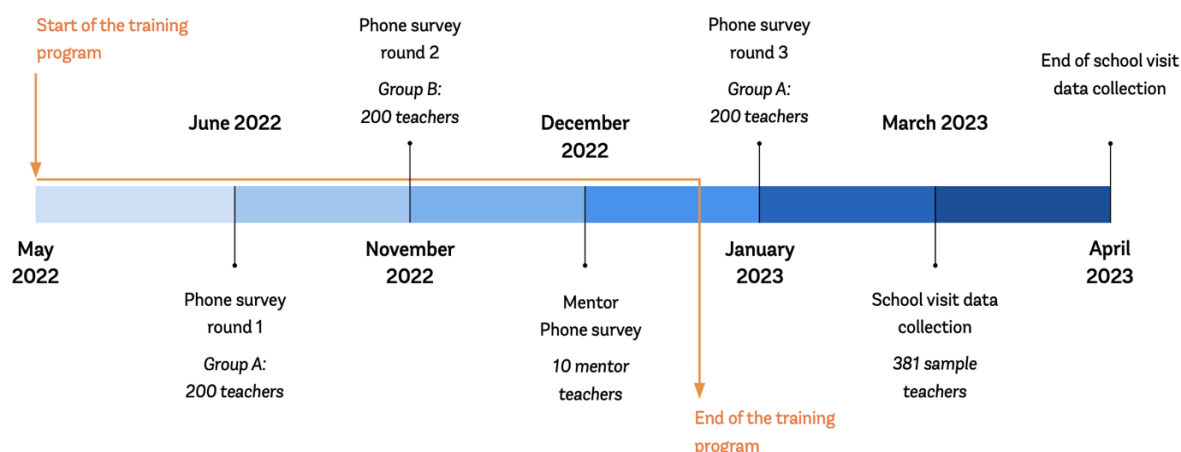 Start of the training
program
Phone survey
round 2
Group B:
200 teachers
Phone survey
round 3
Group A:
200 teachers
End of school visit
data collection
June 2022
December
2022
March 2023
May
2022
November
2022
January
2023
April
2023
Phone survey
round 1
Group A:
200 teachers
Mentor
Phone survey
10 mentor
teachers
School visit data
collection
381 sample
teachers
End of the training
program